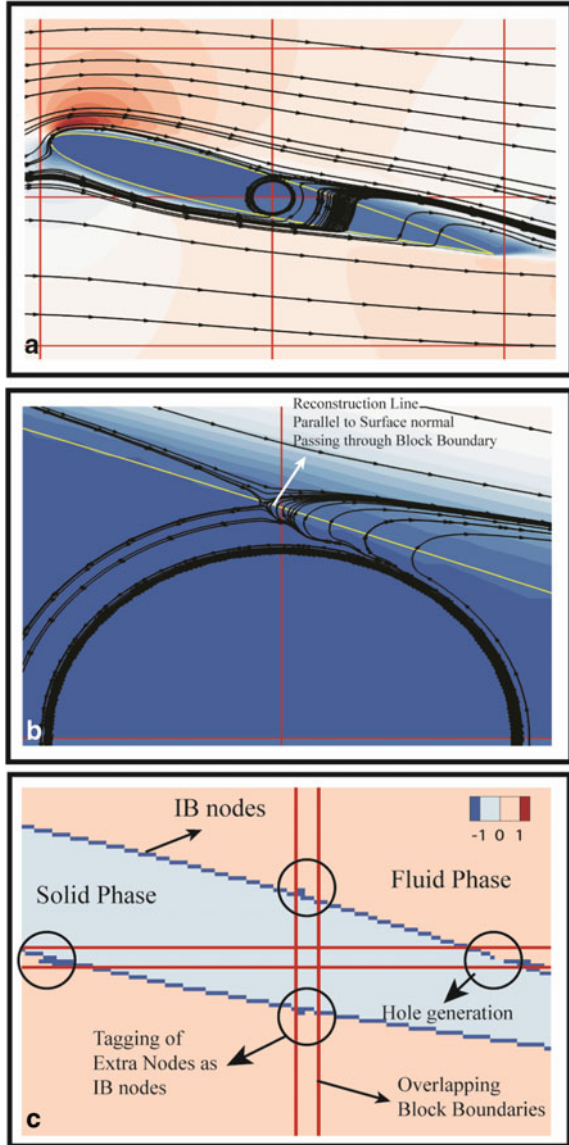 a
Reconstruction Line
Parallel to Surface normal
Passing through Block Boundary
b
IB nodes
-1 0 1
Solid Phase
Fluid Phase
Hole generation
Tagging of
Extra Nodes as
IB nodes
Overlapping
Block Boundaries
c